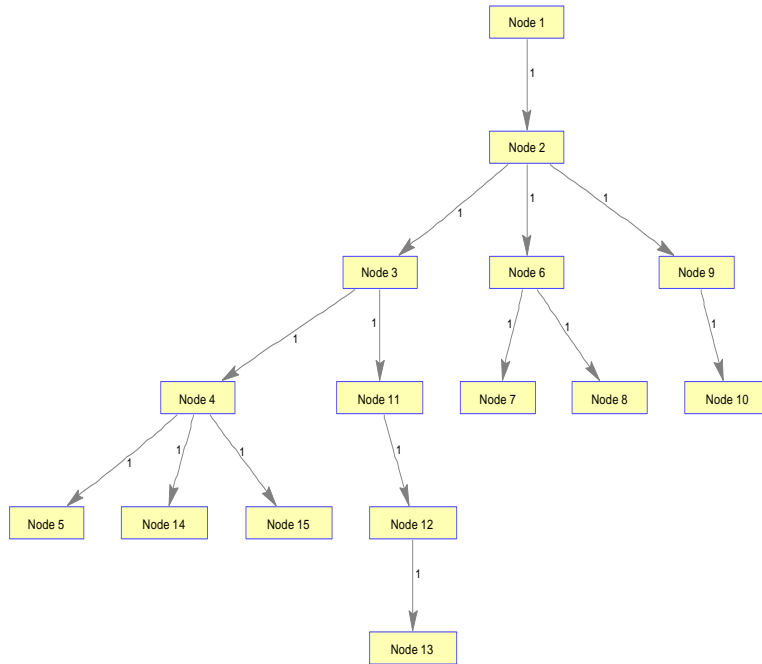 Node 1
1
Node 2
1
1
1
Node 3
Node 6
Node 9
1
1
1
1
1
Node 4
Node 11
Node 7
Node 8
Node 10
1
1
1
1
Node 5
Node 14
Node 15
Node 12
1
Node 13